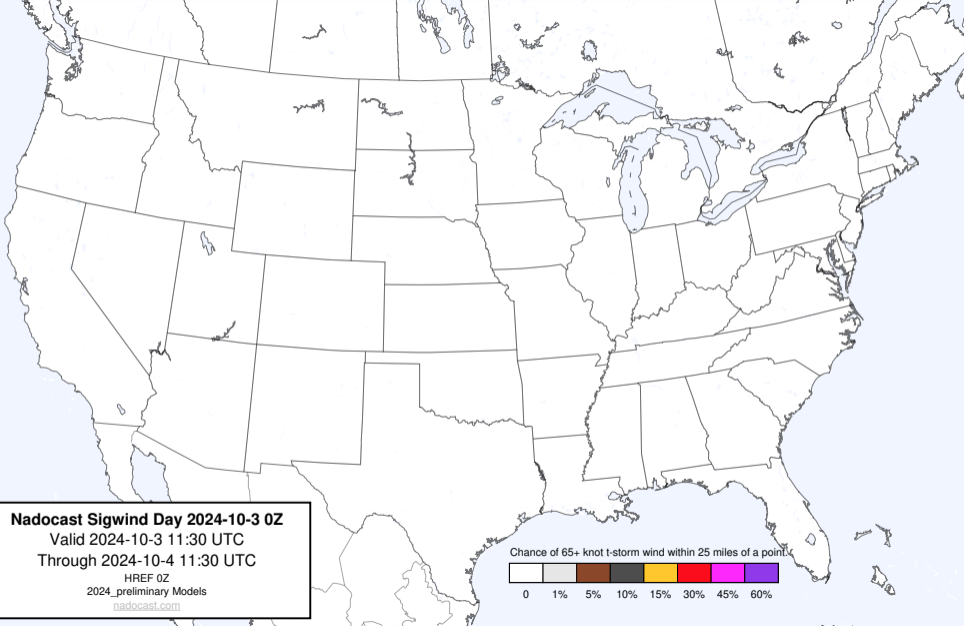 Nadocast Sigwind Day 2024-10-3 0Z
Valid 2024-10-3 11:30 UTC
Through 2024-10-4 11:30 UTC
HREF 0Z
2024_preliminary Models
nadocast.com
Chance of 65+ knot t-storm wind within 25 miles of a point.
0 1% 5% 10% 15% 30% 45% 60%